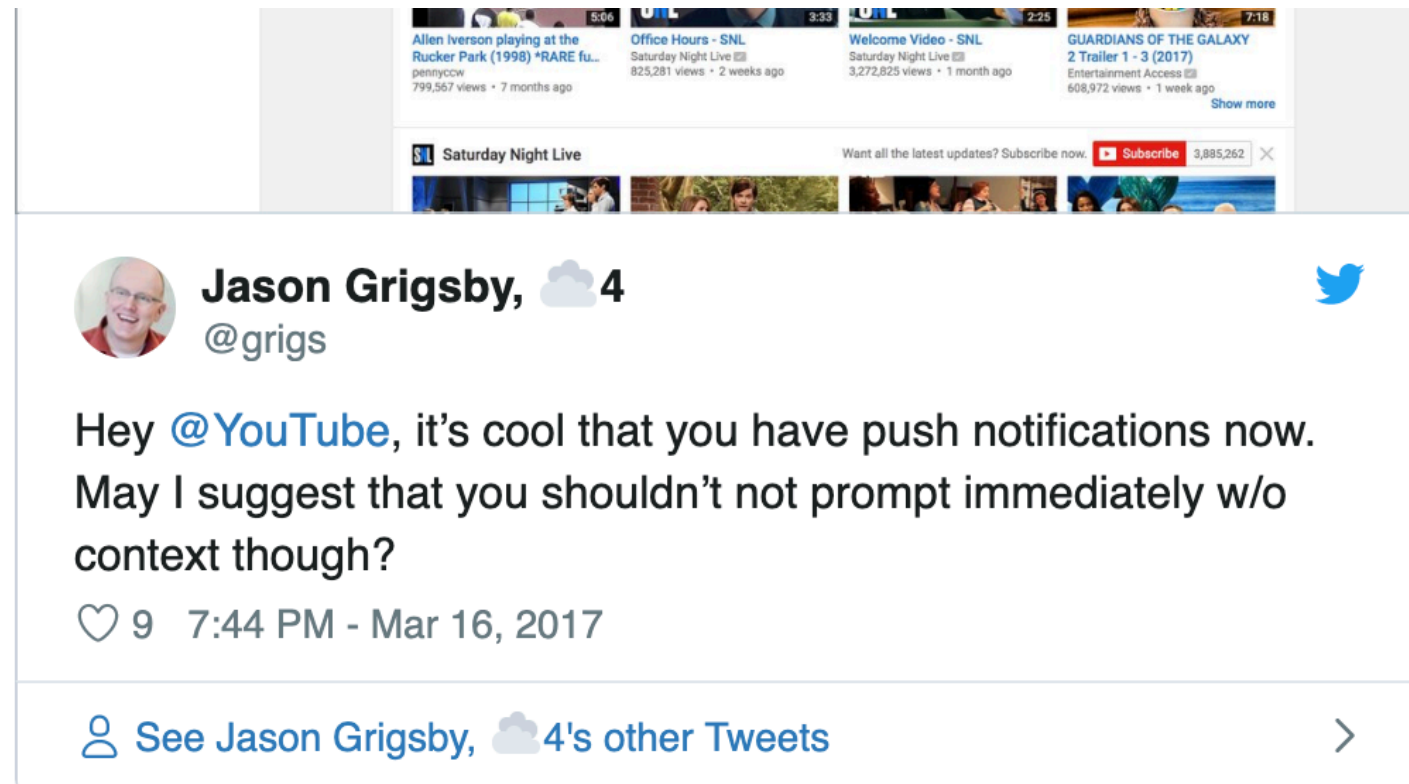 5:06 3:33 2:25 7:18
Allen Iverson playing at the Rucker Park (1998) *RARE fu...
pennyccw
799,567 views • 7 months ago
Office Hours - SNL
Saturday Night Live
825,281 views • 2 weeks ago
Welcome Video - SNL
Saturday Night Live
3,272,825 views • 1 month ago
GUARDIANS OF THE GALAXY
2 Trailer 1 - 3 (2017)
Entertainment Access
608,972 views • 1 week ago
Show more
SNL Saturday Night Live
Want all the latest updates? Subscribe now. Subscribe 3,885,262
Jason Grigsby, ☁️4
@grigs
Hey @YouTube, it’s cool that you have push notifications now.
May I suggest that you shouldn’t not prompt immediately w/o
context though?
9 7:44 PM - Mar 16, 2017
See Jason Grigsby, ☁️4's other Tweets